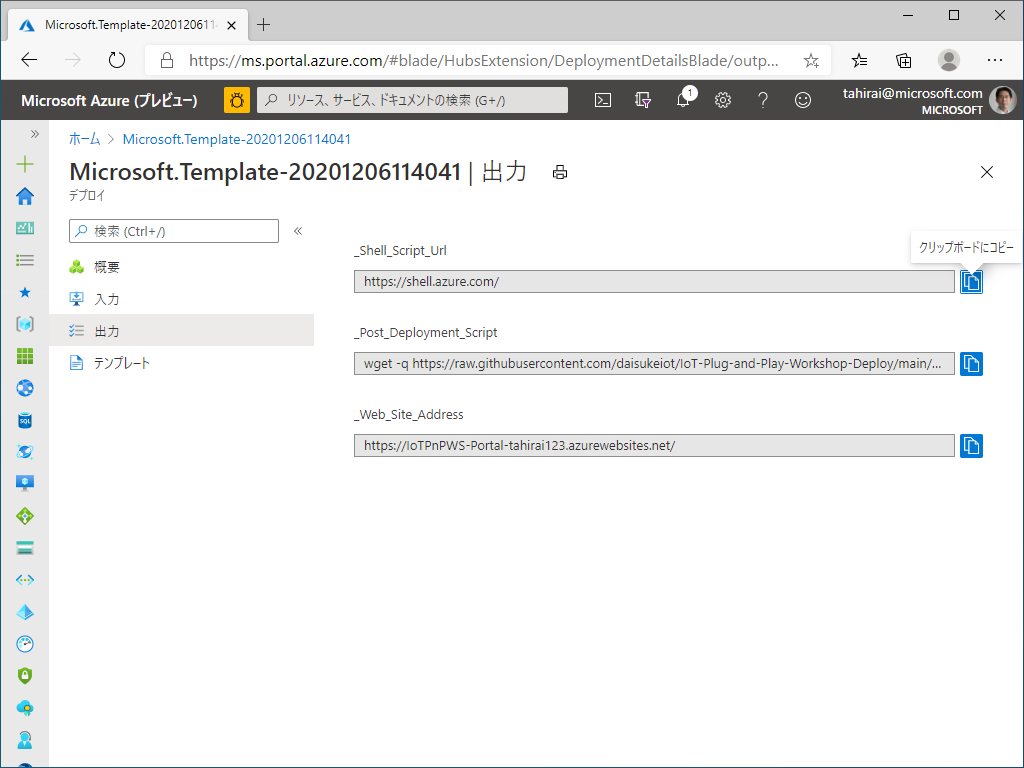 Microsoft.Template-202012061140
https://ms.portal.azure.com/#blade/HubsExtension/DeploymentDetailsBlade/outp...
Microsoft Azure (プレビュー)
リソース、サービス、ドキュメントの検索 (G+/)
1
tahirai@microsoft.com
MICROSOFT
ホーム > Microsoft.Template-20201206114041
Microsoft.Template-20201206114041 | 出力
デプロイ
検索 (Ctrl+/)
概要
入力
出力
テンプレート
_Shell_Script_Url
クリップボードにコピー
https://shell.azure.com/
_Post_Deployment_Script
wget -q https://raw.githubusercontent.com/daisukeiot/IoT-Plug-and-Play-Workshop-Deploy/main/...
_Web_Site_Address
https://IoTPnPWS-Portal-tahirai123.azurewebsites.net/
SQL